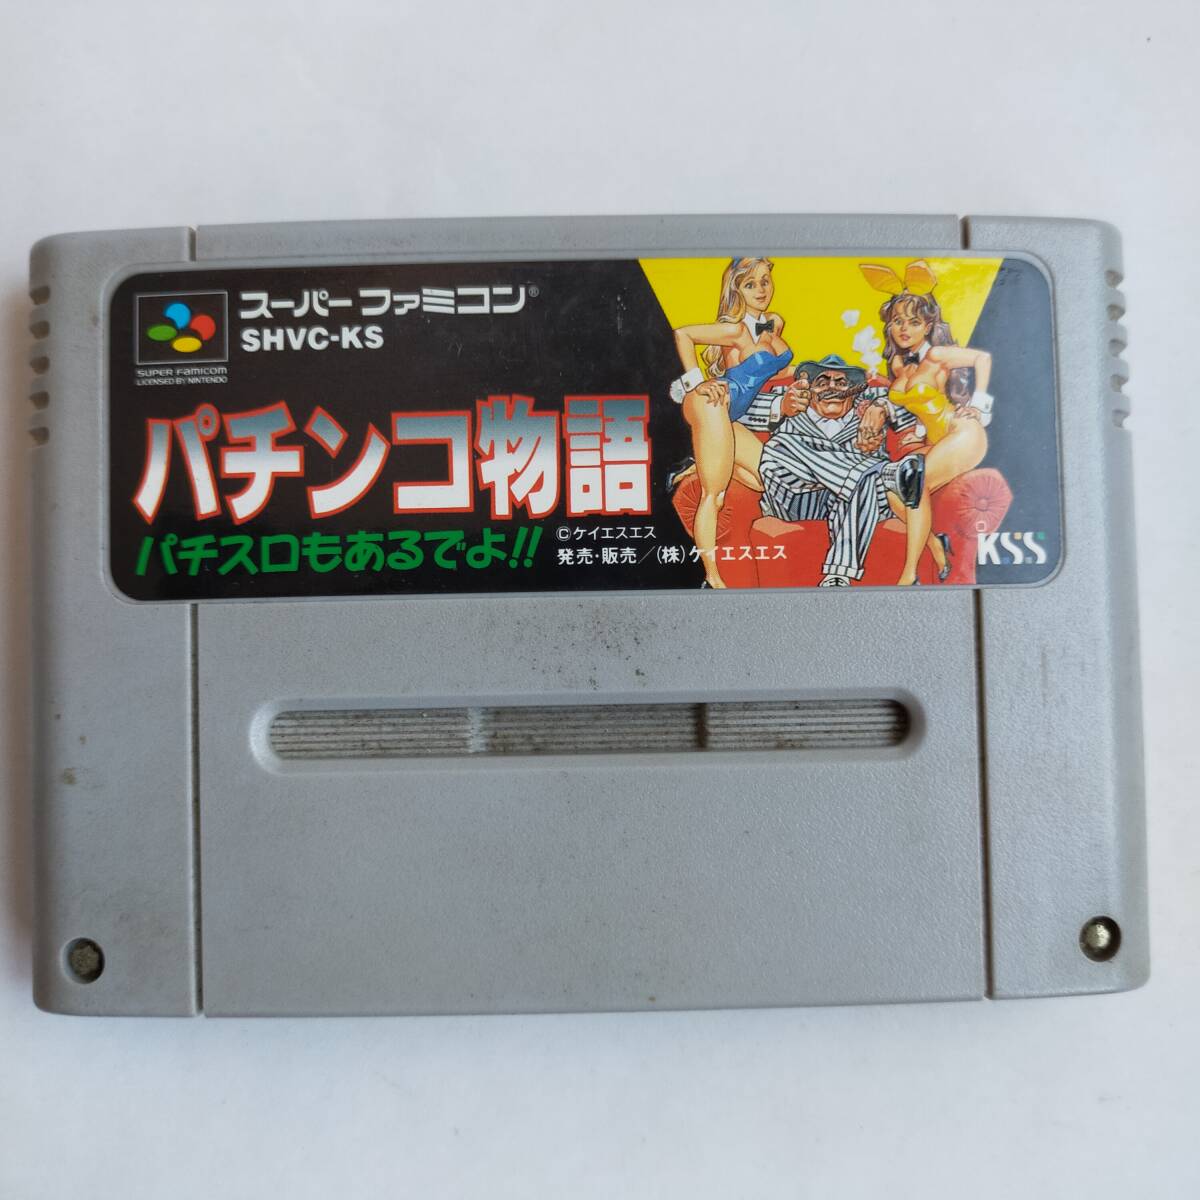 スーパーファミコン®
SHVC-KS
SUPER FAMICOM
LICENSED BY NINTENDO
パチンコ物語
パチスロもあるでよ!!
©ケイエスエス
発売・販売/(株)ケイエスエス
KSS